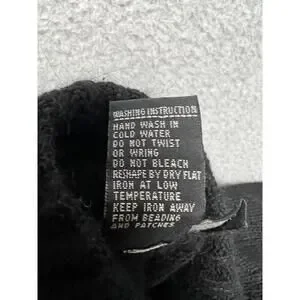 WASHING INSTRUCTION
HAND WASH IN
COLD WATER
DO NOT TWIST
OR WRING
DO NOT BLEACH
RESHAPE BY DRY FLAT
IRON AT LOW
TEMPERATURE
KEEP IRON AWAY
FROM BEADING
AND PATCHES